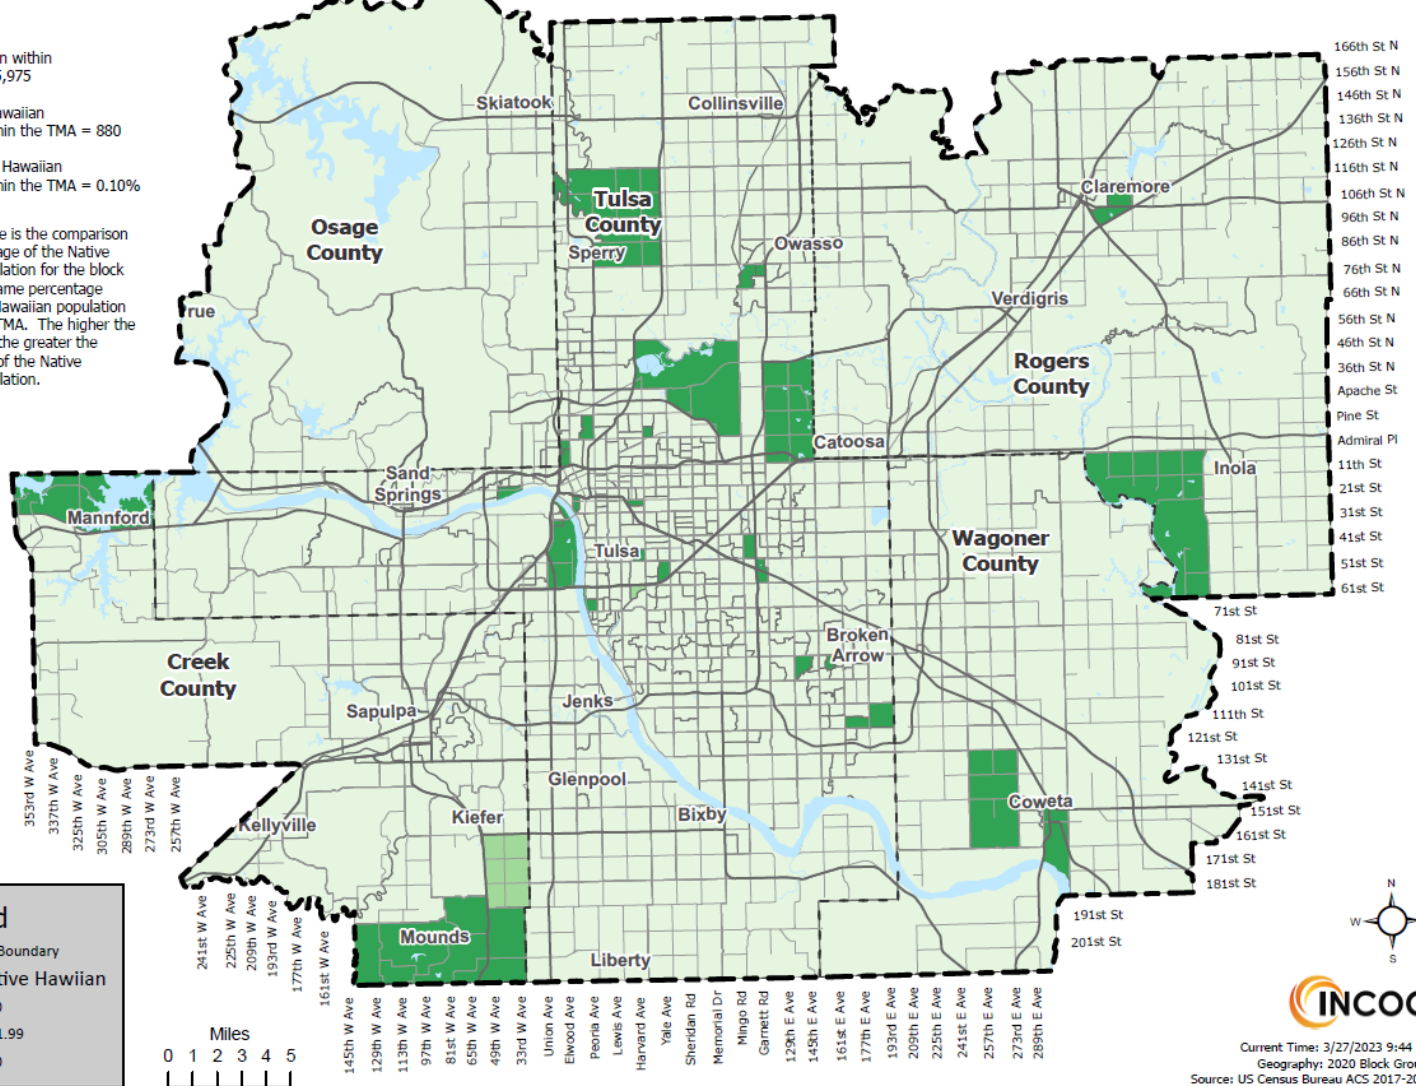 n within
5,975
awaiian
hin the TMA = 880
Hawaiian
hin the TMA = 0.10%
e is the comparison
age of the Native
lation for the block
ame percentage
Hawaiian population
TMA. The higher the
the greater the
of the Native
lation.
166th St N
156th St N
146th St N
136th St N
126th St N
116th St N
106th St N
96th St N
86th St N
76th St N
66th St N
56th St N
46th St N
36th St N
Apache St
Pine St
Admiral Pl
11th St
21st St
31st St
41st St
51st St
61st St
71st St
81st St
91st St
101st St
111th St
121st St
131st St
141st St
151st St
161st St
171st St
181st St
191st St
201st St
Skiatook
Collinsville
Claremore
Tulsa
County
Osage
County
Owasso
Sperry
Verdigris
rue
Rogers
County
Catoosa
Inola
Sand
Springs
Mannford
Wagoner
County
Tulsa
Broken
Arrow
Creek
County
Jenks
Sapulpa
Glenpool
Coweta
Bixby
Kiefer
Kellyville
Mounds
Liberty
353rd W Ave
337th W Ave
325th W Ave
305th W Ave
289th W Ave
273rd W Ave
257th W Ave
241st W Ave
225th W Ave
209th W Ave
193rd W Ave
177th W Ave
161st W Ave
145th W Ave
129th W Ave
113th W Ave
97th W Ave
81st W Ave
65th W Ave
49th W Ave
33rd W Ave
Union Ave
Elwood Ave
Peoria Ave
Lewis Ave
Harvard Ave
Yale Ave
Sheridan Rd
Memorial Dr
Mingo Rd
Garnett Rd
129th E Ave
145th E Ave
161st E Ave
177th E Ave
193rd E Ave
209th E Ave
225th E Ave
241st E Ave
257th E Ave
273rd E Ave
289th E Ave
d
Boundary
tive Hawiian
0
1.99
0
Miles
0 1 2 3 4 5
N
W E
S
INCOG
Current Time: 3/27/2023 9:44
Geography: 2020 Block Gro
Source: US Census Bureau ACS 2017-20